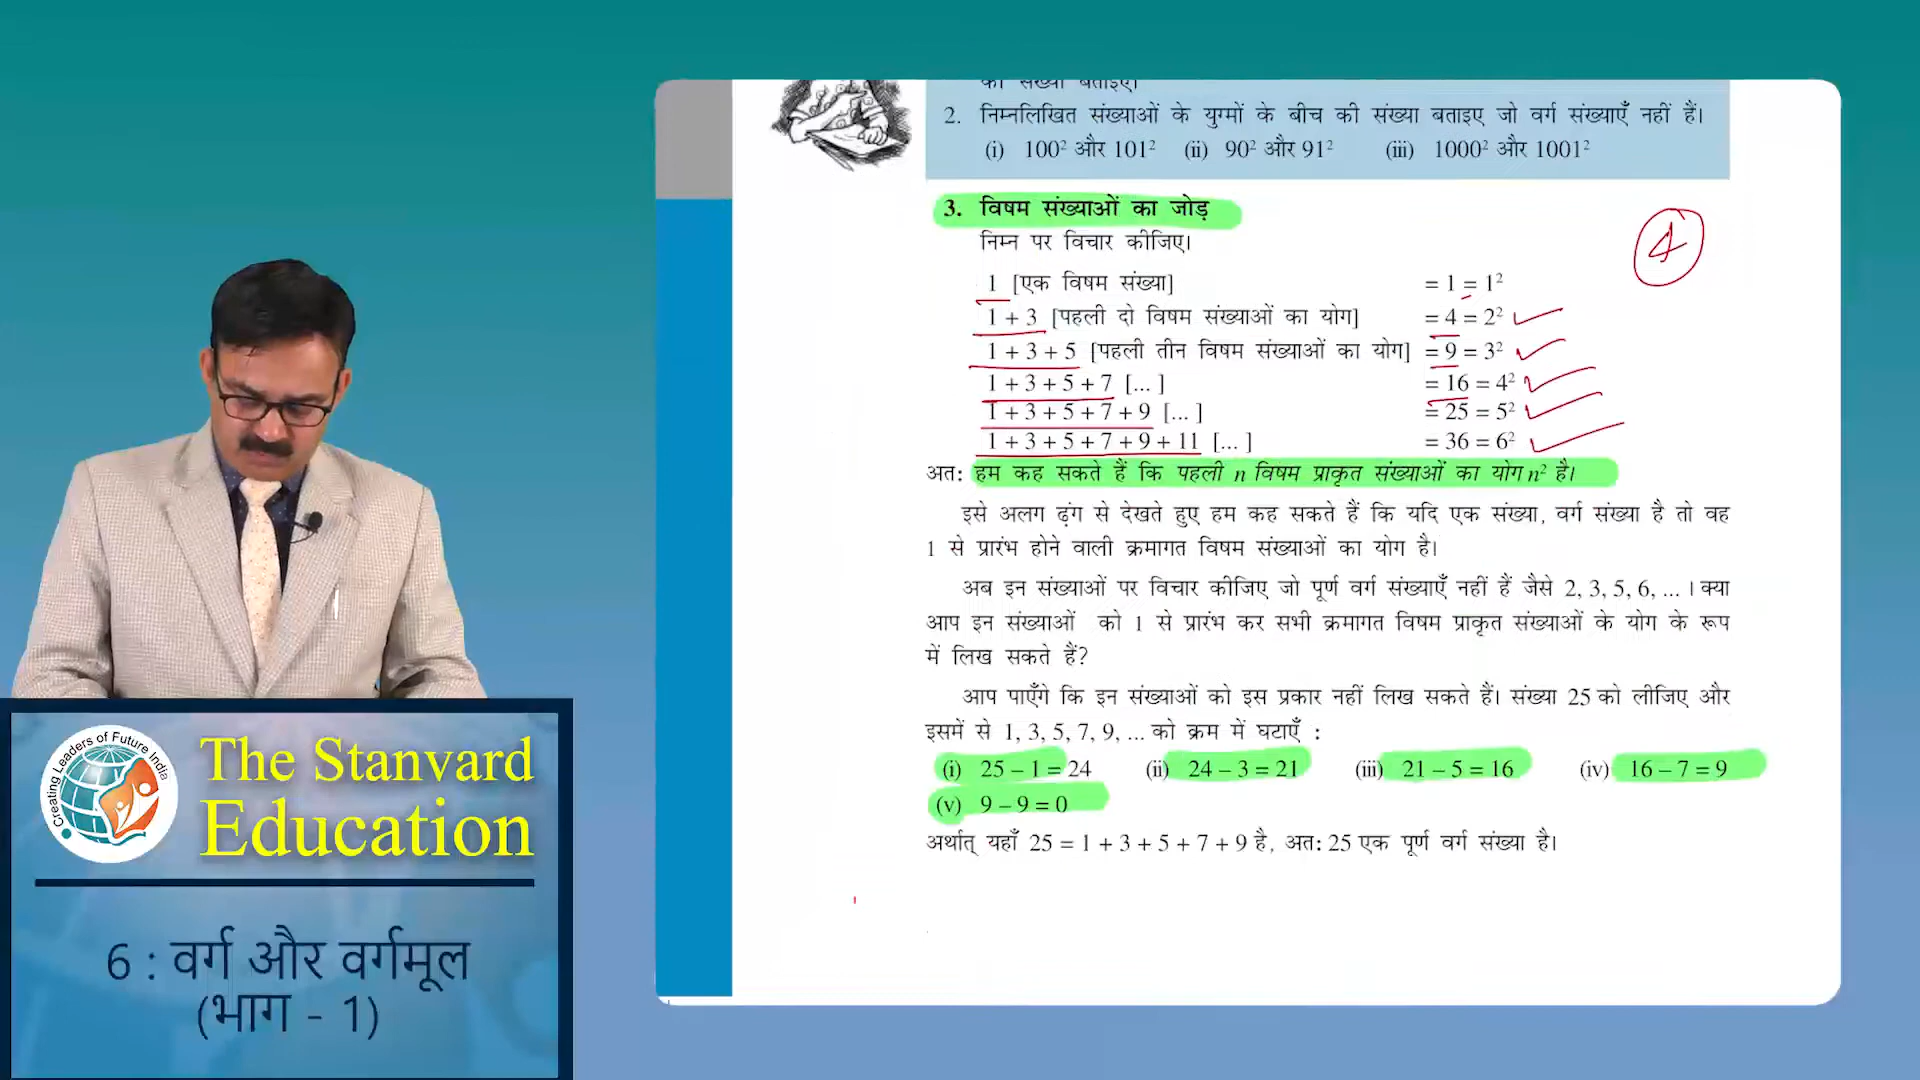 की संख्या बताइए।
2. निम्नलिखित संख्याओं के युग्मों के बीच की संख्या बताइए जो वर्ग संख्याएँ नहीं हैं।
(i) 100² और 101² (ii) 90² और 91² (iii) 1000² और 1001²
3. विषम संख्याओं का जोड़
निम्न पर विचार कीजिए।
4
1 [एक विषम संख्या] = 1 = 1²
1 + 3 [पहली दो विषम संख्याओं का योग] = 4 = 2²
1 + 3 + 5 [पहली तीन विषम संख्याओं का योग] = 9 = 3²
1 + 3 + 5 + 7 [... ] = 16 = 4²
1 + 3 + 5 + 7 + 9 [... ] = 25 = 5²
1 + 3 + 5 + 7 + 9 + 11 [... ] = 36 = 6²
अतः हम कह सकते हैं कि पहली n विषम प्राकृत संख्याओं का योग n² है।
इसे अलग ढ़ंग से देखते हुए हम कह सकते हैं कि यदि एक संख्या, वर्ग संख्या है तो वह
1 से प्रारंभ होने वाली क्रमागत विषम संख्याओं का योग है।
अब इन संख्याओं पर विचार कीजिए जो पूर्ण वर्ग संख्याएँ नहीं हैं जैसे 2, 3, 5, 6, ... । क्या
आप इन संख्याओं को 1 से प्रारंभ कर सभी क्रमागत विषम प्राकृत संख्याओं के योग के रूप
में लिख सकते हैं?
आप पाएँगे कि इन संख्याओं को इस प्रकार नहीं लिख सकते हैं। संख्या 25 को लीजिए और
इसमें से 1, 3, 5, 7, 9, ... को क्रम में घटाएँ :
(i) 25 – 1 = 24 (ii) 24 – 3 = 21 (iii) 21 – 5 = 16 (iv) 16 – 7 = 9
(v) 9 – 9 = 0
अर्थात् यहाँ 25 = 1 + 3 + 5 + 7 + 9 है, अतः 25 एक पूर्ण वर्ग संख्या है।
Creating Leaders of Future India
The Stanvard
Education
6 : वर्ग और वर्गमूल
(भाग - 1)